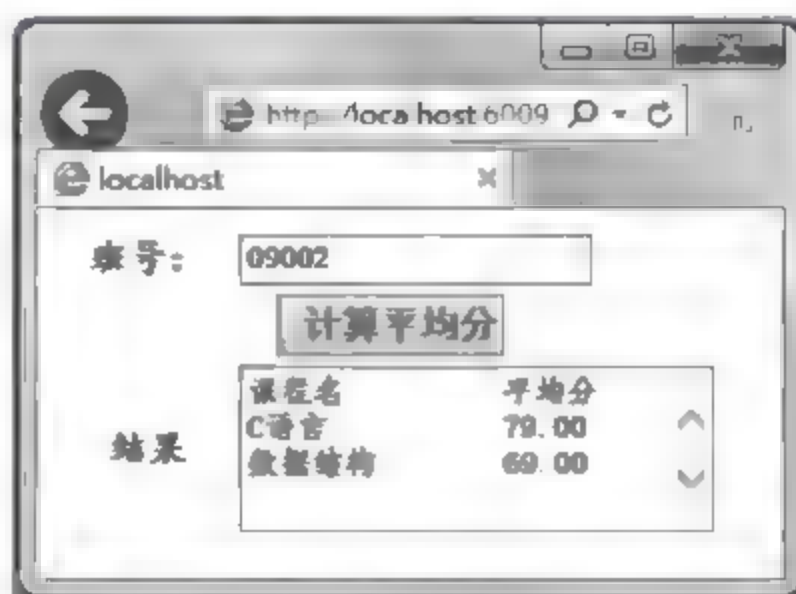 http://localhost:6009
localhost
班号: 09002
计算平均分
课程名 平均分
C语言 79.00
数据结构 69.00
结果